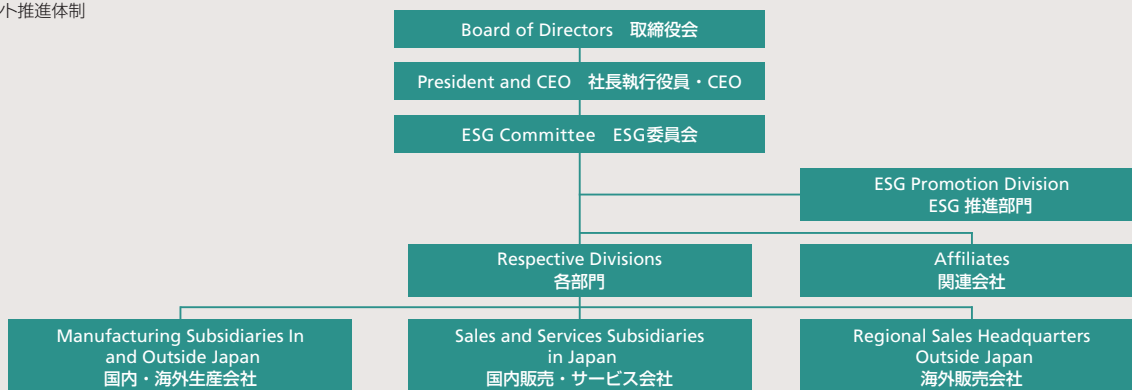 ト推進体制
Board of Directors 取締役会
President and CEO 社長執行役員・CEO
ESG Committee ESG委員会
ESG Promotion Division
ESG 推進部門
Respective Divisions
各部門
Affiliates
関連会社
Manufacturing Subsidiaries In
and Outside Japan
国内・海外生産会社
Sales and Services Subsidiaries
in Japan
国内販売・サービス会社
Regional Sales Headquarters
Outside Japan
海外販売会社